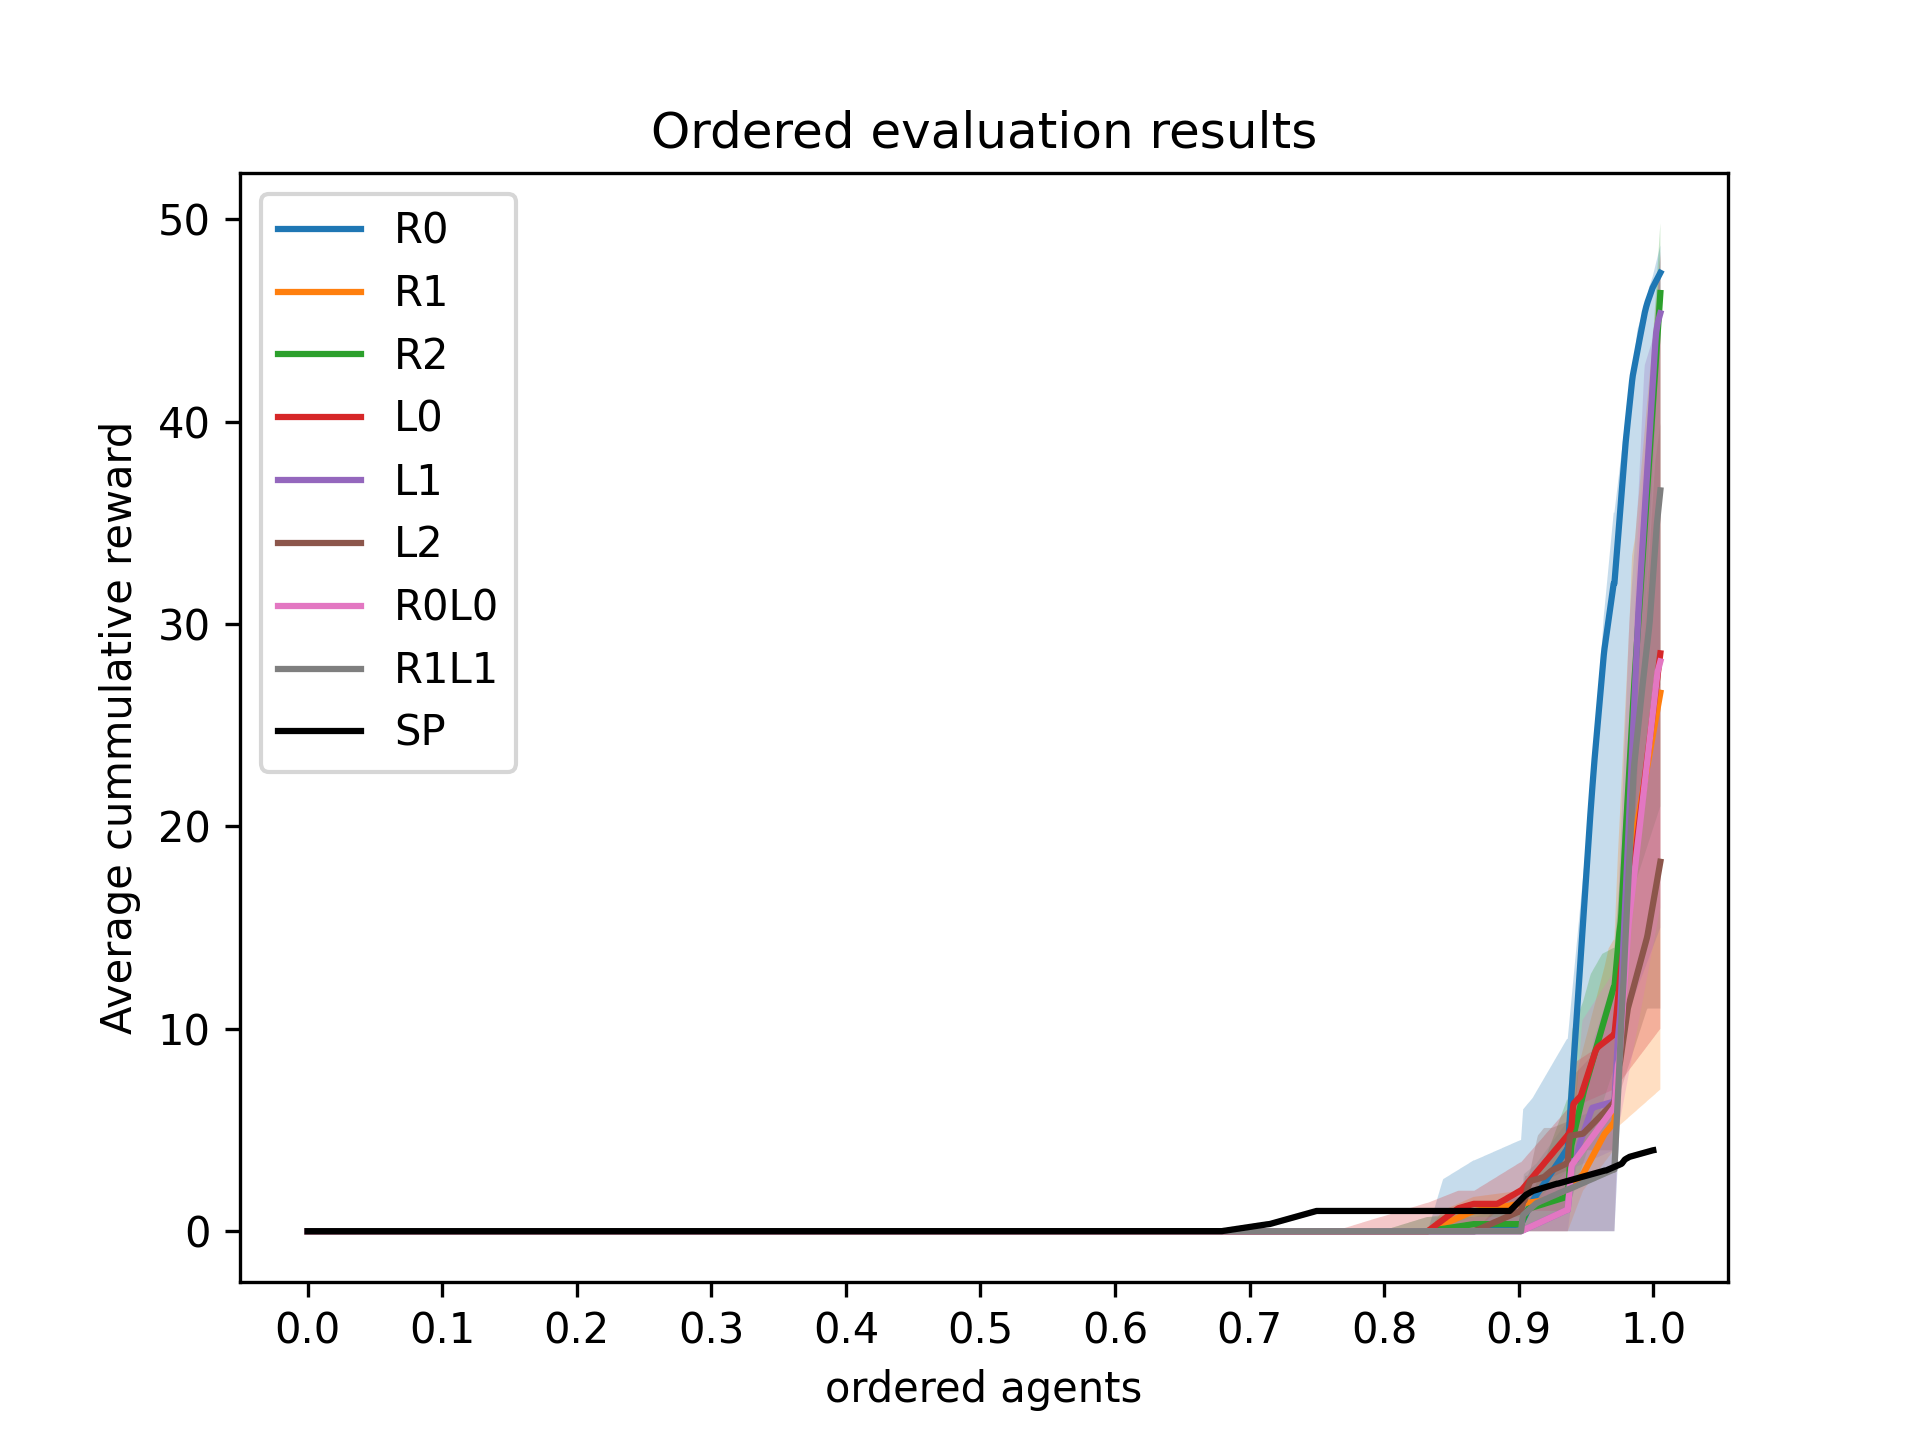 Ordered evaluation results
Average cummulative reward
50
40
30
20
10
0
R0
R1
R2
L0
L1
L2
R0L0
R1L1
SP
0.0 0.1 0.2 0.3 0.4 0.5 0.6 0.7 0.8 0.9 1.0
ordered agents